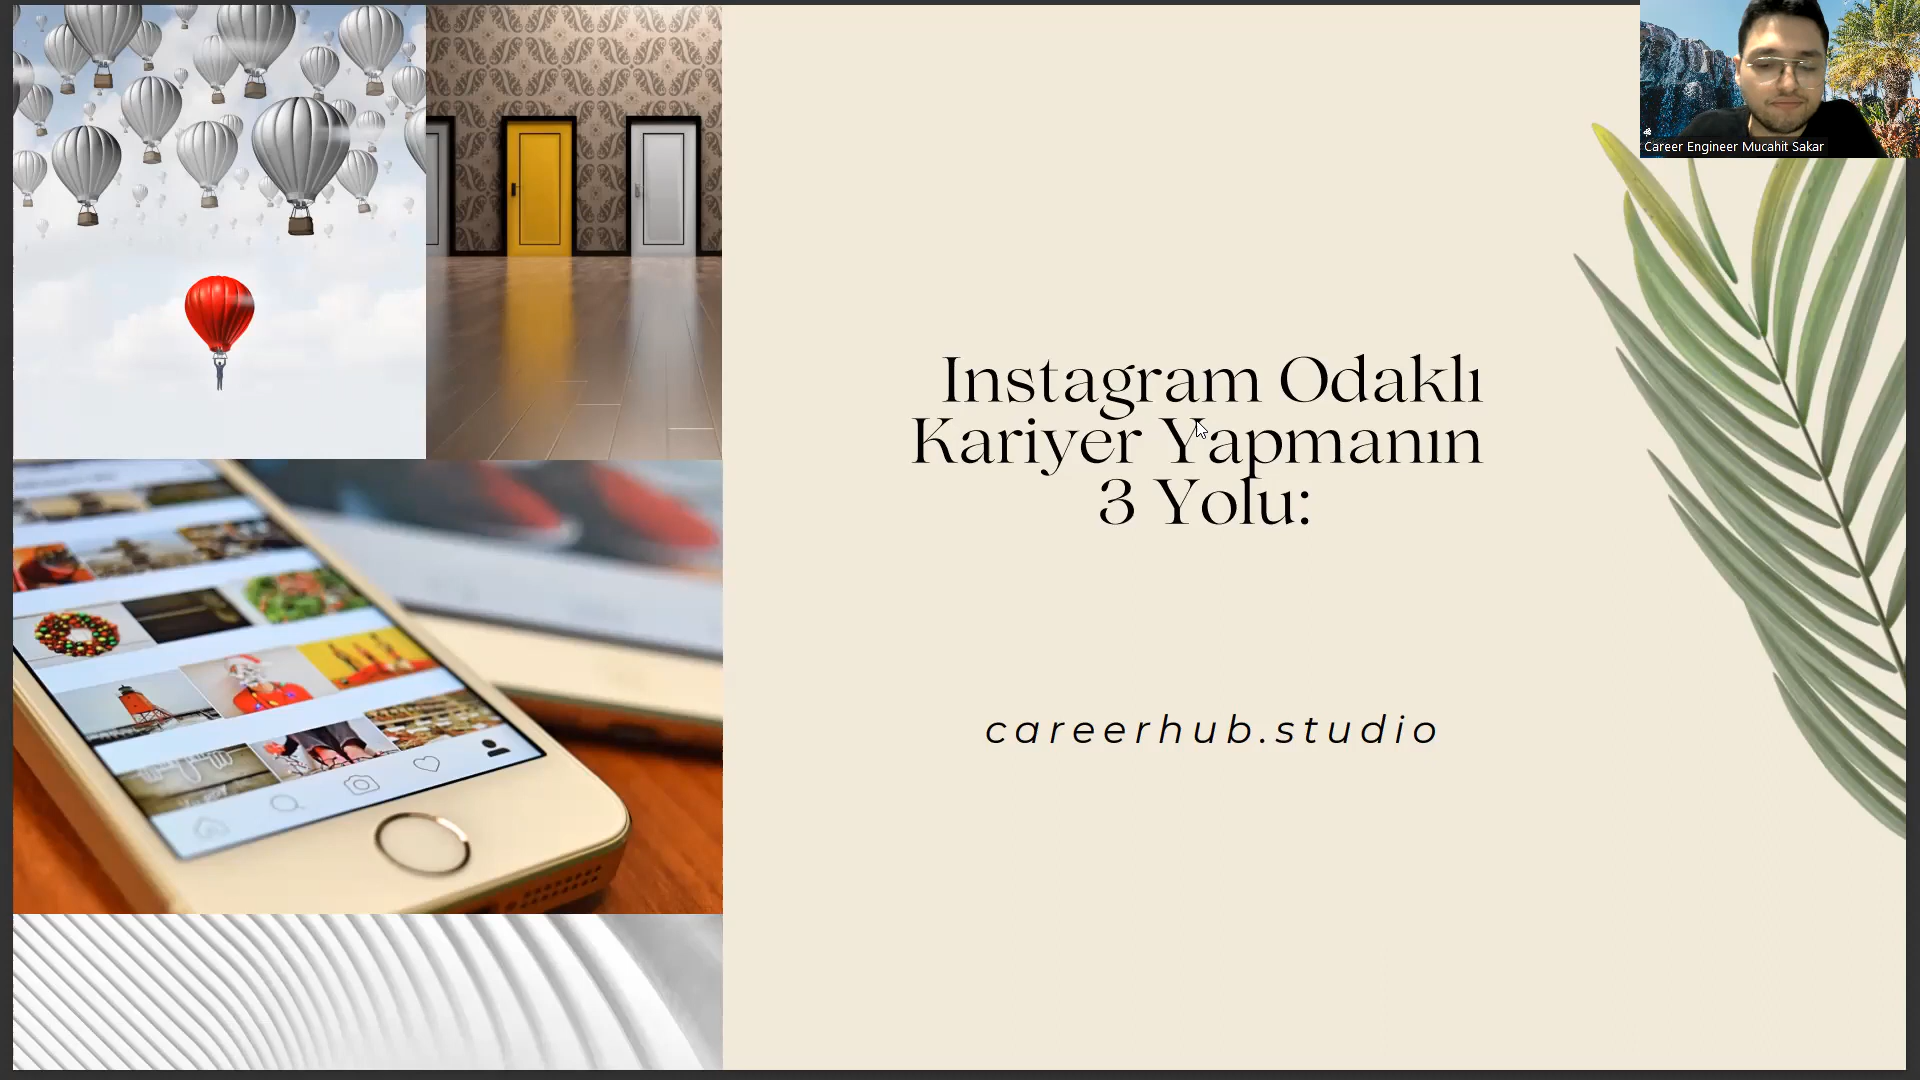 Career Engineer Mucahit Sakar
Instagram Odaklı
Kariyer Yapmanın
3 Yolu:
careerhub.studio